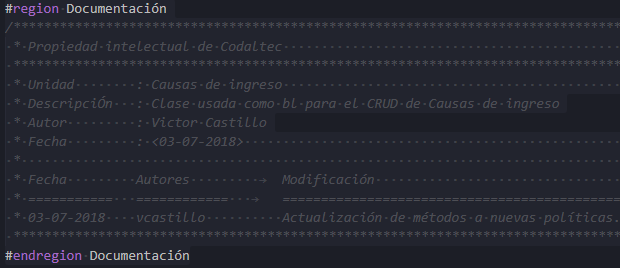 #region Documentación
/*******************************************************************************
* Propiedad intelectual de Codaltec
*******************************************************************************
* Unidad : Causas de ingreso
* DescripciÓn : Clase usada como bl para el CRUD de Causas de ingreso
* Autor : Victor Castillo
* Fecha : <03-07-2018>
*
* Fecha Autores Modificación
* =========== ============ ============================================
* 03-07-2018 vcastillo Actualización de métodos a nuevas políticas.
*******************************************************************************
#endregion Documentación